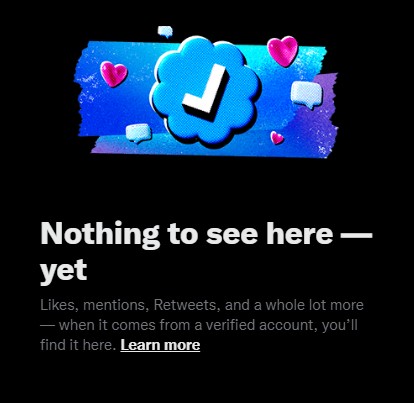 Nothing to see here —
yet
Likes, mentions, Retweets, and a whole lot more
— when it comes from a verified account, you’ll
find it here. Learn more